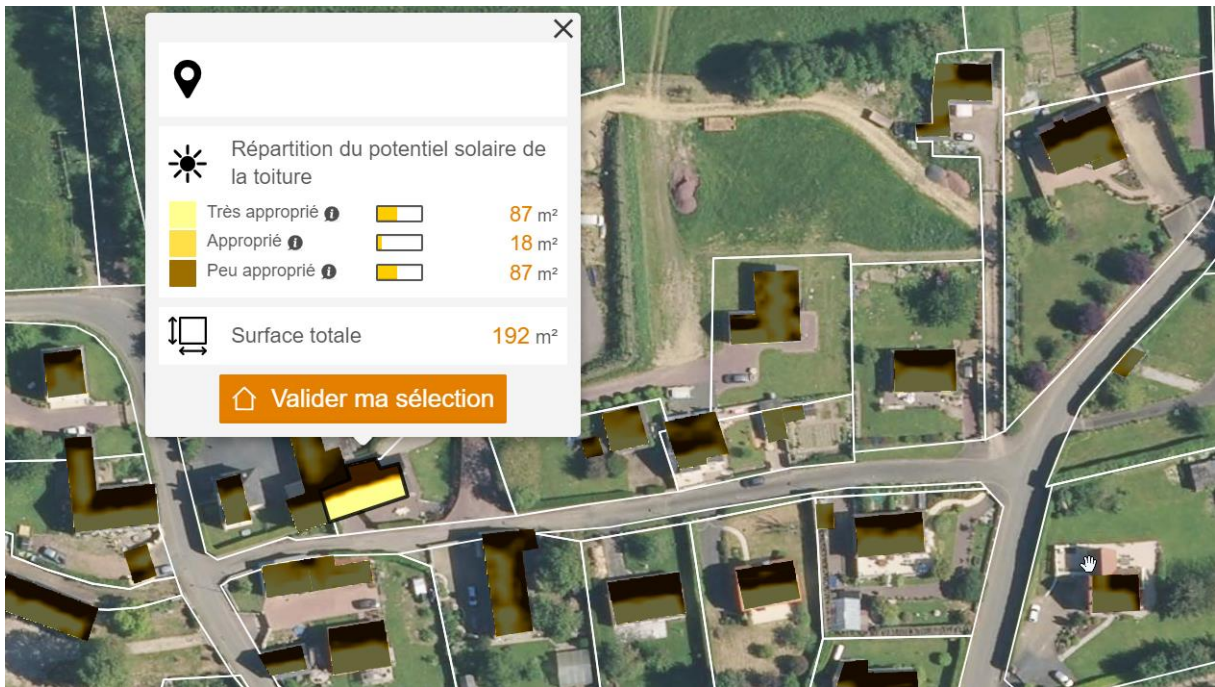 Répartition du potentiel solaire de
la toiture
Très approprié 87 m²
Approprié 18 m²
Peu approprié 87 m²
Surface totale 192 m²
Valider ma sélection